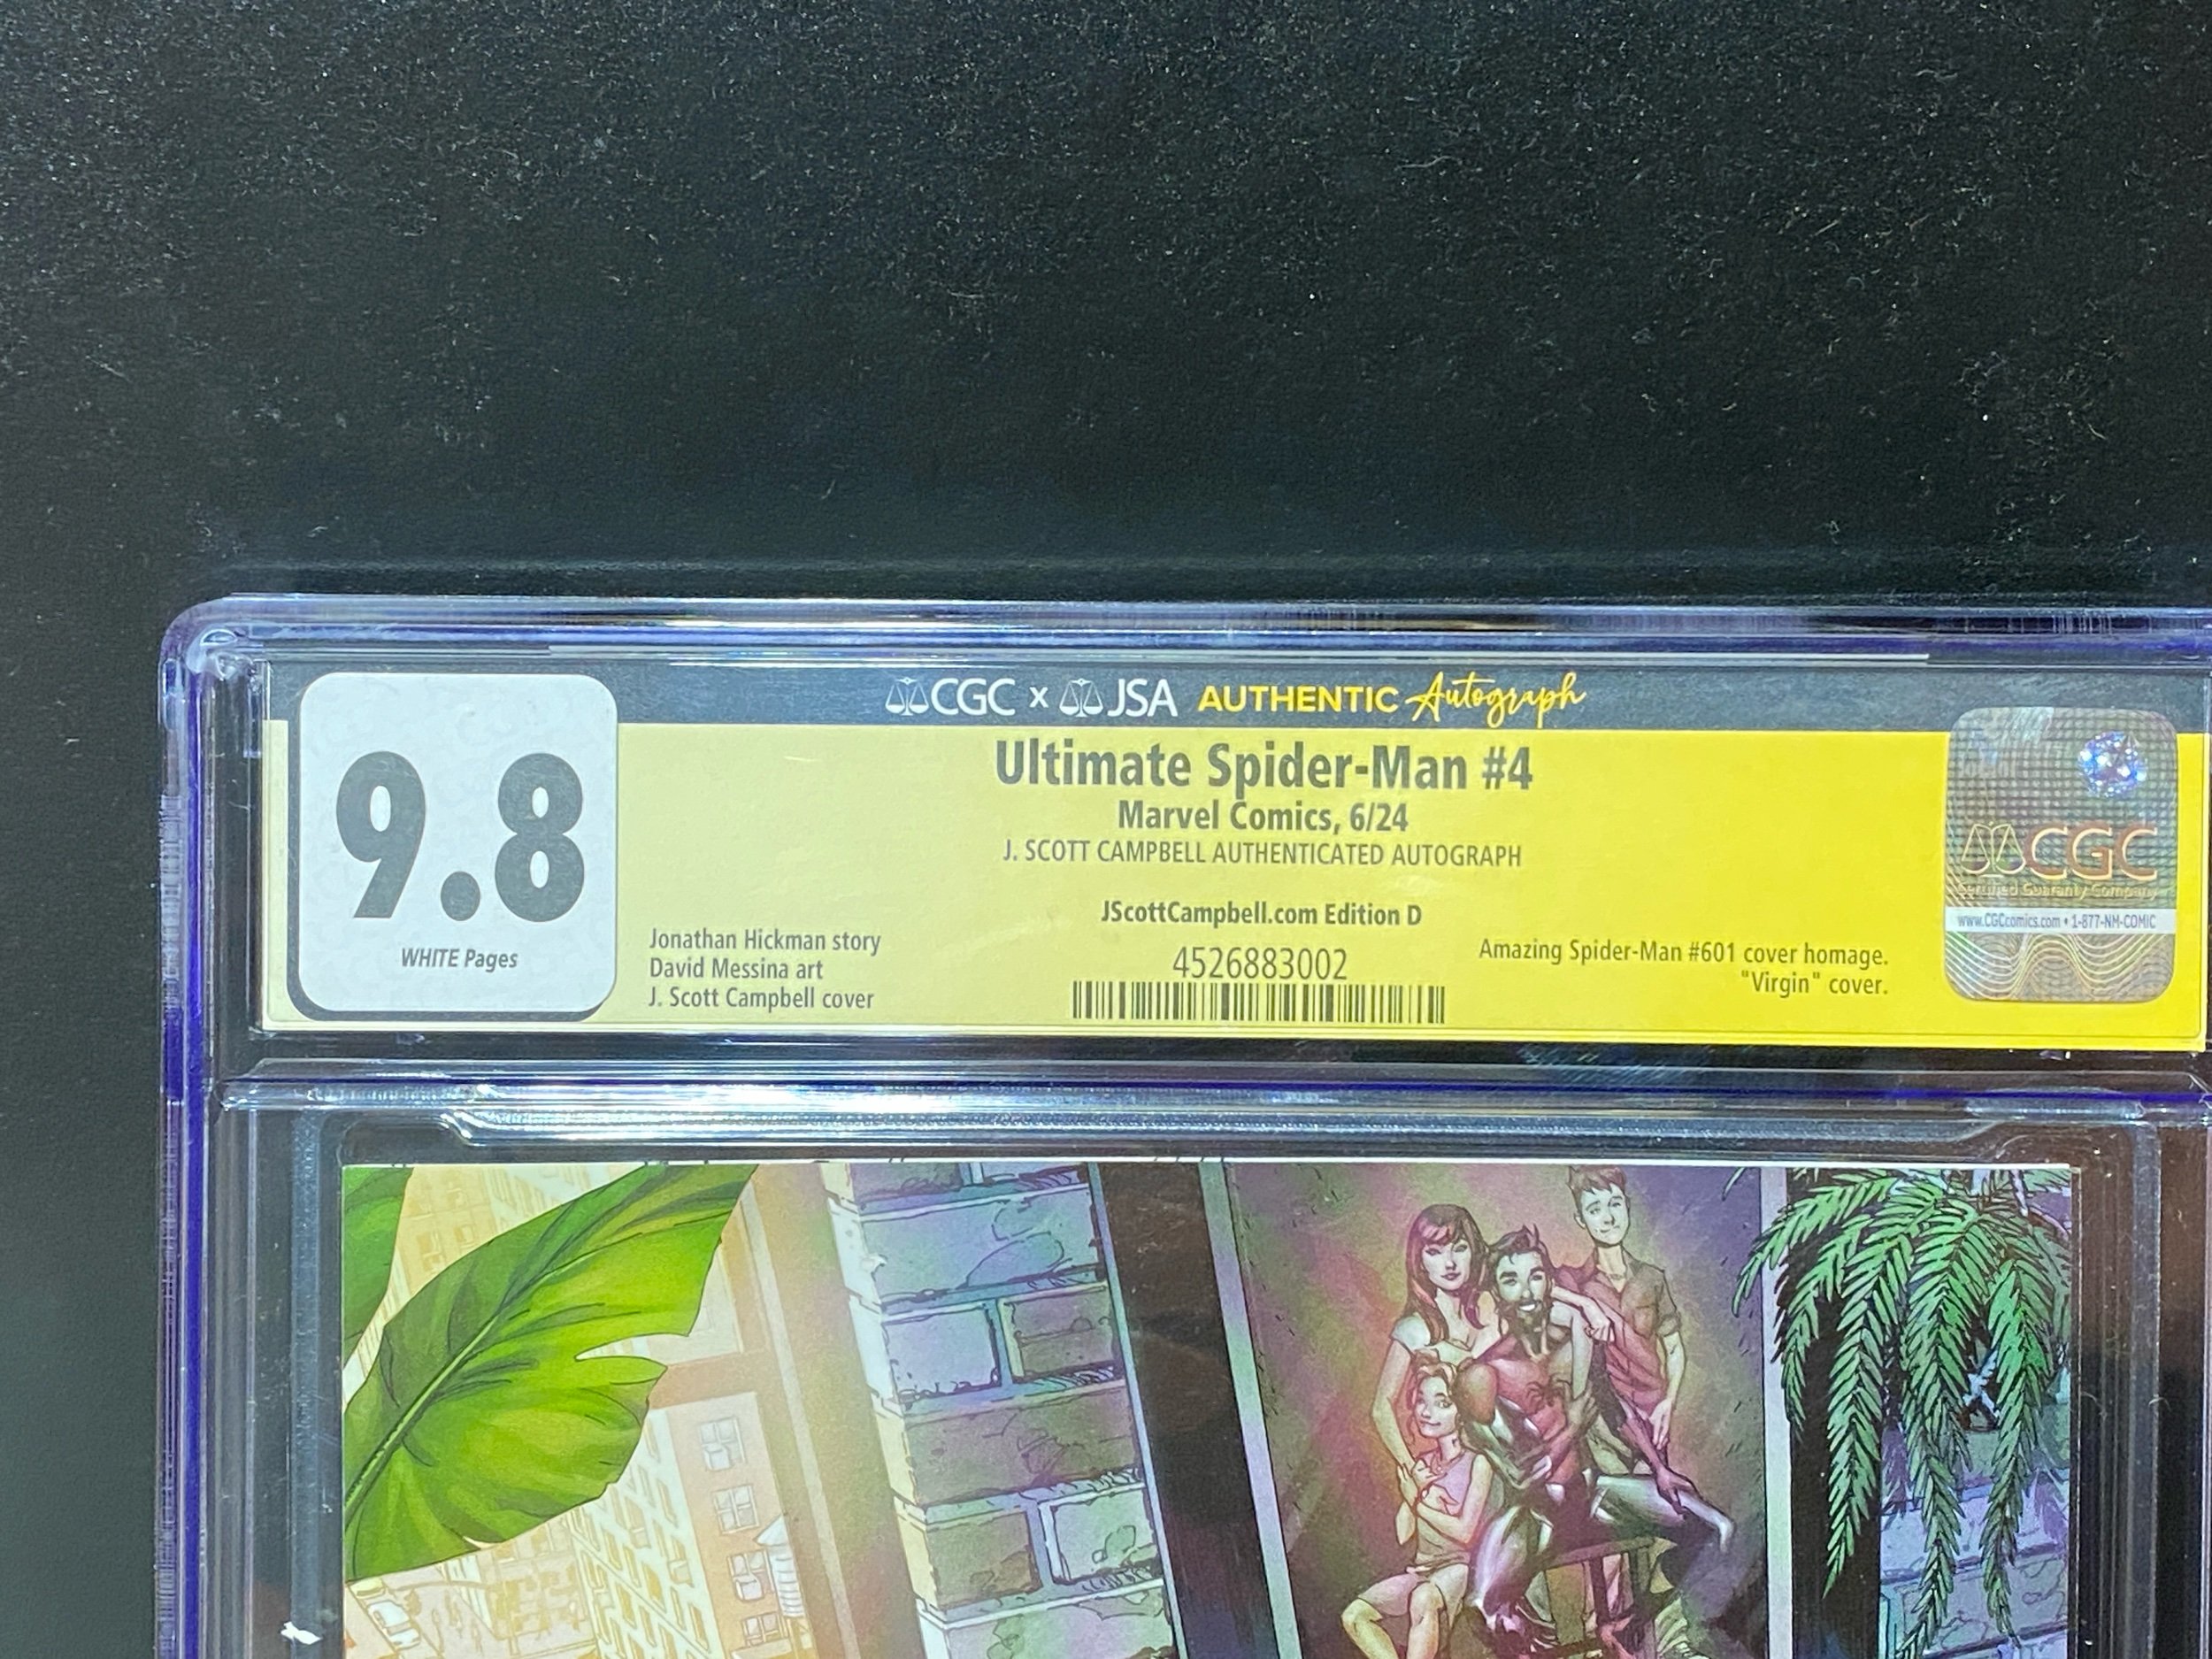 CGC x JSA AUTHENTIC Autograph
9.8
WHITE Pages
Ultimate Spider-Man #4
Marvel Comics, 6/24
J. SCOTT CAMPBELL AUTHENTICATED AUTOGRAPH
JScottCampbell.com Edition D
4526883002
Jonathan Hickman story
David Messina art
J. Scott Campbell cover
Amazing Spider-Man #601 cover homage.
"Virgin" cover.
CGC
Certified Guaranty Company
www.CGCcomics.com • 1-877-NM-COMIC